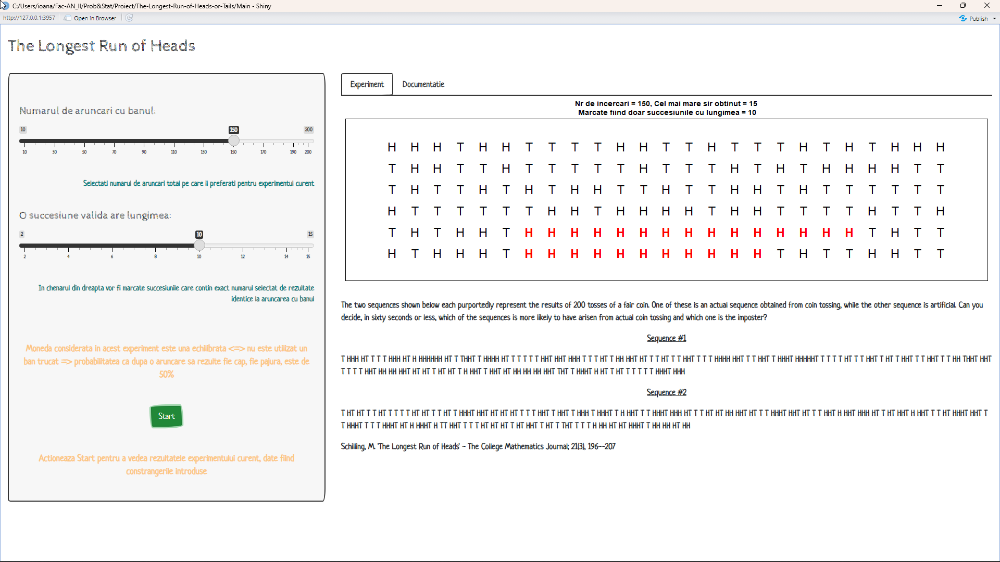 C:/Users/ioana/Fac-AN_II/Prob&Stat/Proiect/The-Longest-Run-of-Heads-or-Tails/Main - Shiny
http://127.0.0.1:3957 Open in Browser Publish
The Longest Run of Heads
Numarul de aruncari cu banul:
10 150 200
10 30 50 70 90 110 130 150 170 190 200
Selectati numarul de aruncari total pe care il preferati pentru experimentul curent
O succesiune valida are lungimea:
2 10 15
2 4 6 8 10 12 14 15
In chenarul din dreapta vor fi marcate succesiunile care contin exact numarul selectat de rezultate
identice la aruncarea cu banul
Moneda considerata in acest experiment este una echilibrata <=> nu este utilizat un
ban trucat => probabilitatea ca dupa o aruncare sa rezulte fie cap, fie pajura, este de
50%
Start
Actioneaza Start pentru a vedea rezultatele experimentului curent, date fiind
constrangerile introduse
Experiment Documentatie
Nr de incercari = 150, Cel mai mare sir obtinut = 15
Marcate fiind doar succesiunile cu lungimea = 10
H H H T H H T T T T H H T T H T T T H T H T H H H
T H H T T H T T T T T H T T T H T H T H H H H T T
T H T T H T H T H H T T H T T H H T H T T T T T T
H T T T T T T H H T H H H H T H H T T T T H T T H
T H T H H T H H H H H H H H H H H H H H H T H T T
H T H H H T H H H H H H H H H H H T H T T H H T T
The two sequences shown below each purportedly represent the results of 200 tosses of a fair coin. One of these is an actual sequence obtained from coin tossing, while the other sequence is artificial. Can you
decide, in sixty seconds or less, which of the sequences is more likely to have arisen from actual coin tossing and which one is the imposter?
Sequence #1
T HHH HT T T T HHH HT H HHHHHH HT T THHT T HHHH HT T T T T T HHT HHT HHH T T T HT T HH HHT HT T T HT T T HHT T T T HHHH HHT T T HHT T HHHT HHHHHT T T T T HT T T HHT T HT T HHT T T HHT T T HH THHT HHT
T T T T HHT HH HH HHT HT HT T HT HT T H HHT T HHT HT HH HH HH HHT THT T HHHT H HT T HT T T T T T HHHT HHH
Sequence #2
T HT HT T T HT T T T T HT HT T T HT T HHHT HHT HT HT HT T T T HHT T HHT T HHH T HHHT T H HHT T T HHHT HHH HT T T HT HT HH HHT HT T T HHHT HHT HT T T HHT H HHT HHH HT T HT HHT H HHT T T HT HHHT HHT T
T HHHT T T T HHHT HT H HHHT H TT HHT T T T HT HT HT T HT HHT T HT T THT T T T H HH HT HT HHHT T HH HH HT HH
Schilling, M. 'The Longest Run of Heads' - The College Mathematics Journal; 21(3), 196--207